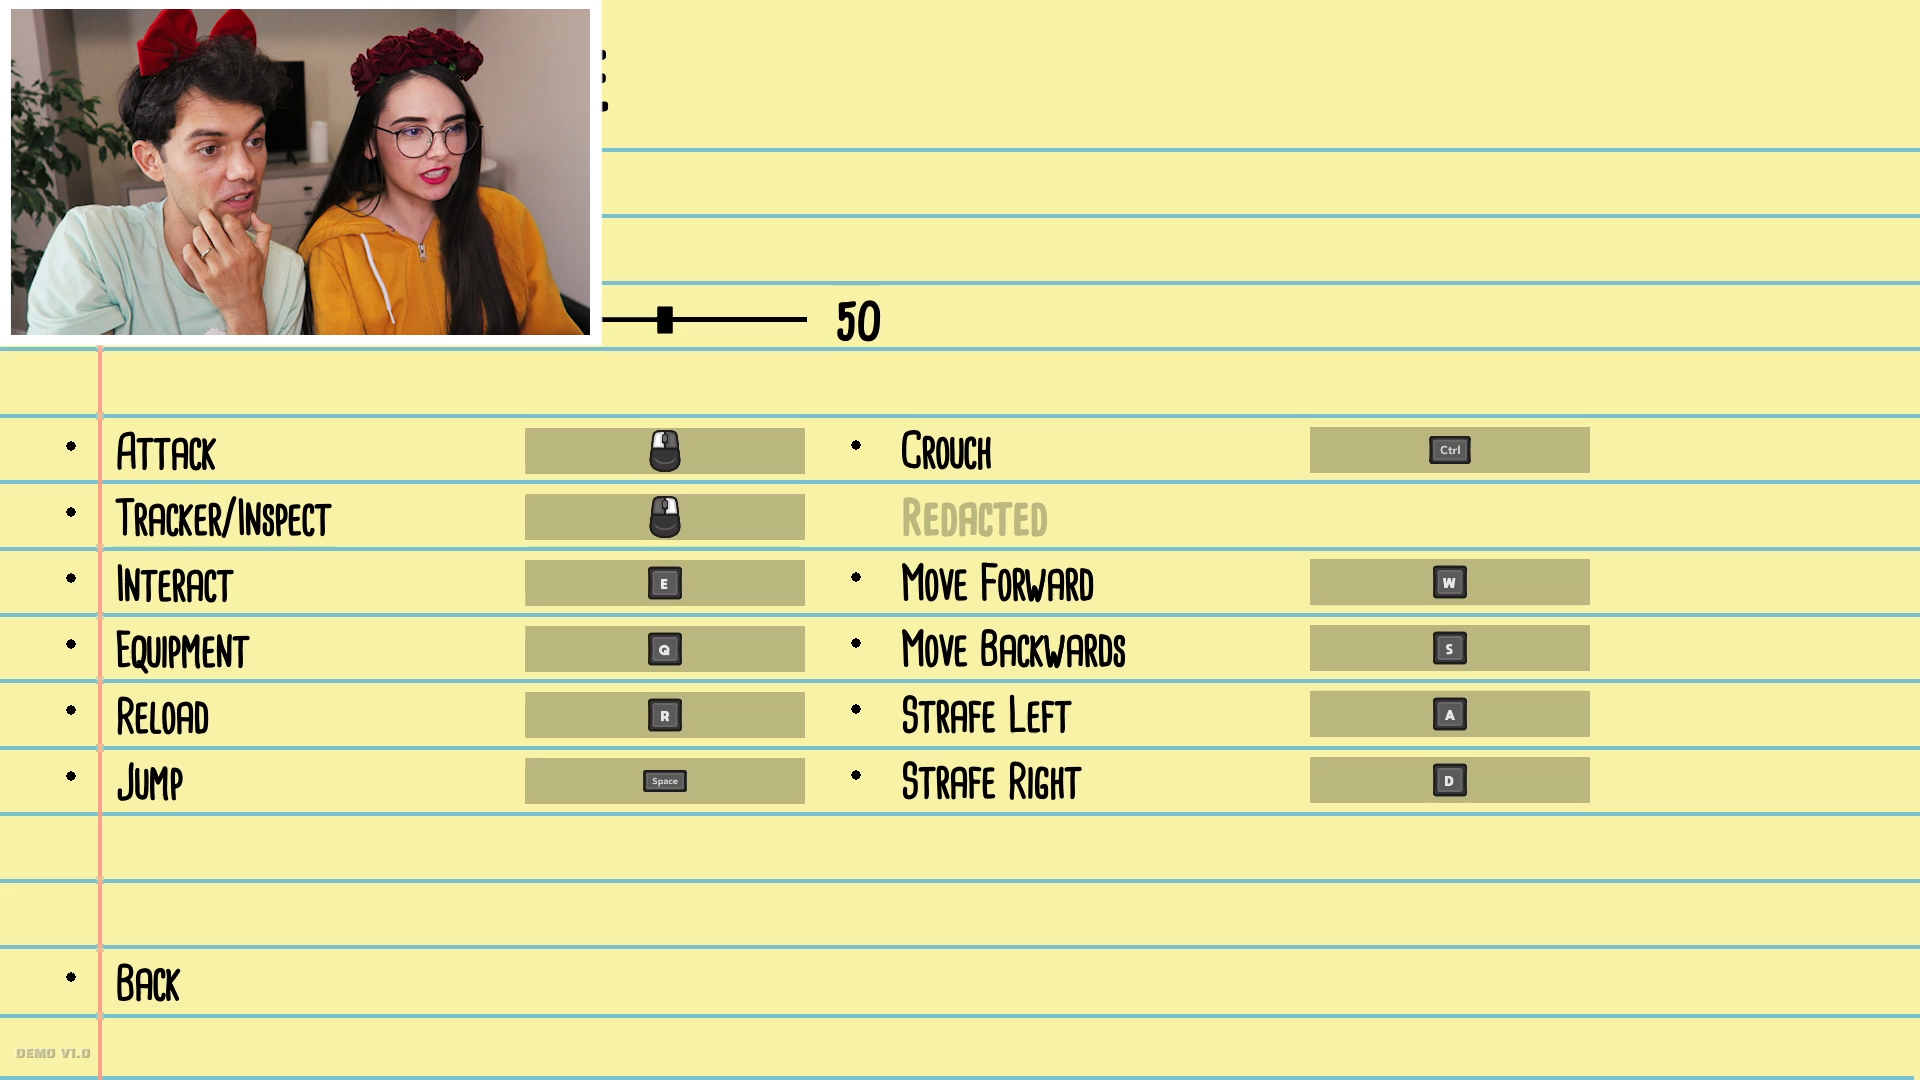 50
Attack
Crouch
Ctrl
Tracker/Inspect
Redacted
Interact
E
Move Forward
W
Equipment
Q
Move Backwards
S
Reload
R
Strafe Left
A
Jump
Space
Strafe Right
D
Back
DEMO V1.0